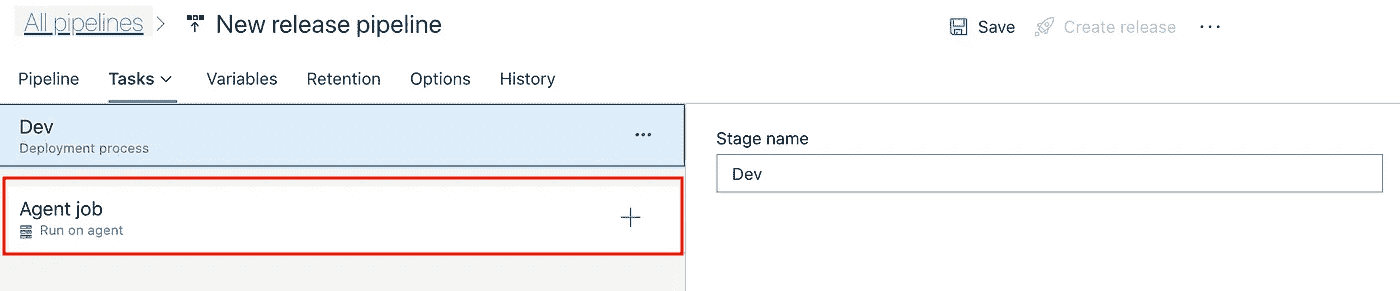 All pipelines > New release pipeline Save Create release ...
Pipeline Tasks Variables Retention Options History
Dev ...
Deployment process
Stage name
Dev
Agent job +
Run on agent